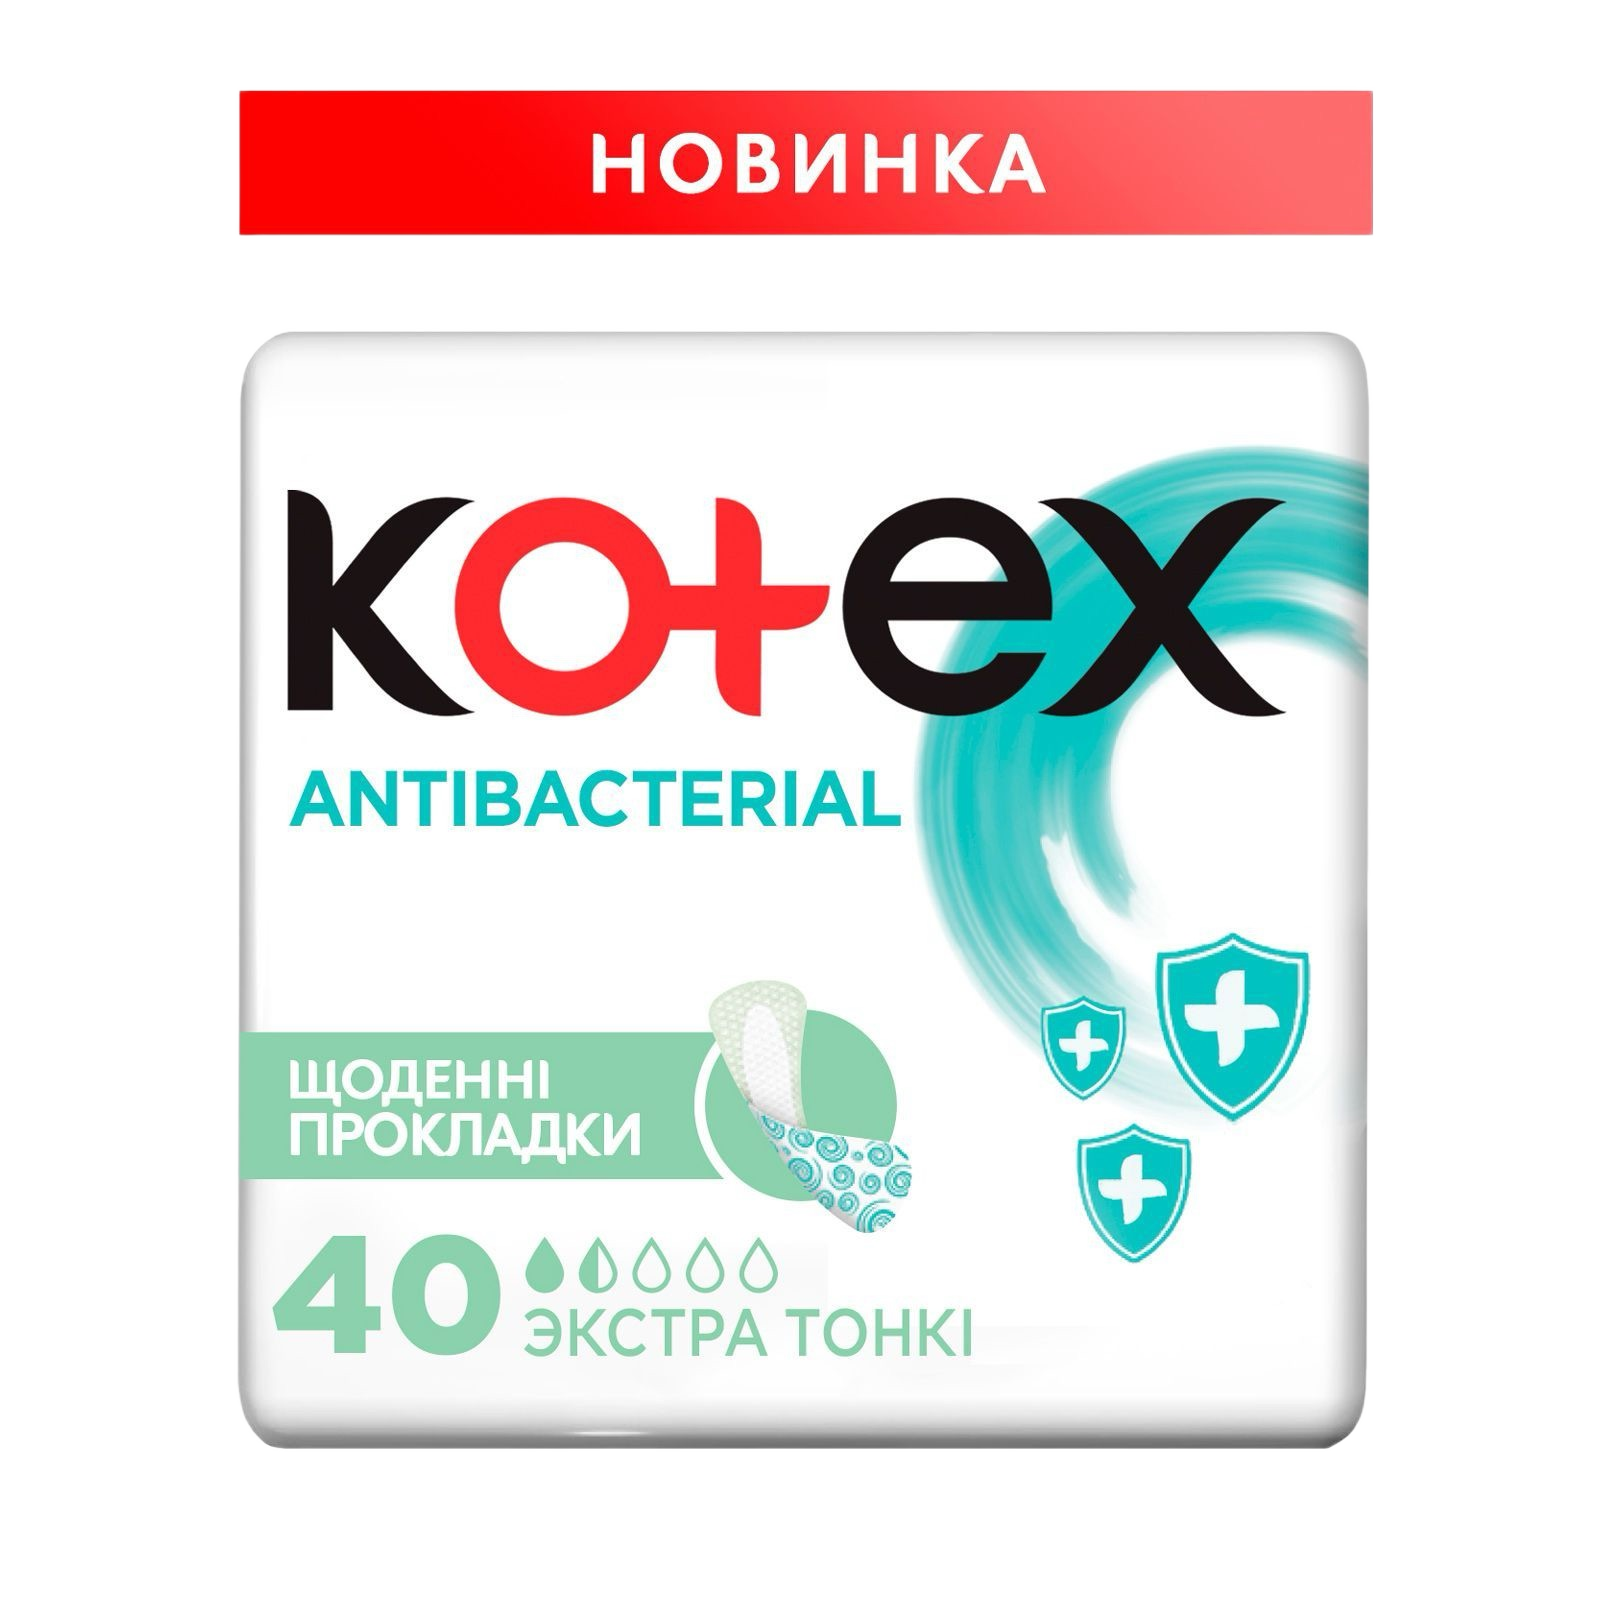 НОВИНКА
Kotex
ANTIBACTERIAL
ЩОДЕННІ
ПРОКЛАДКИ
40
ЭКСТРА ТОНКІ